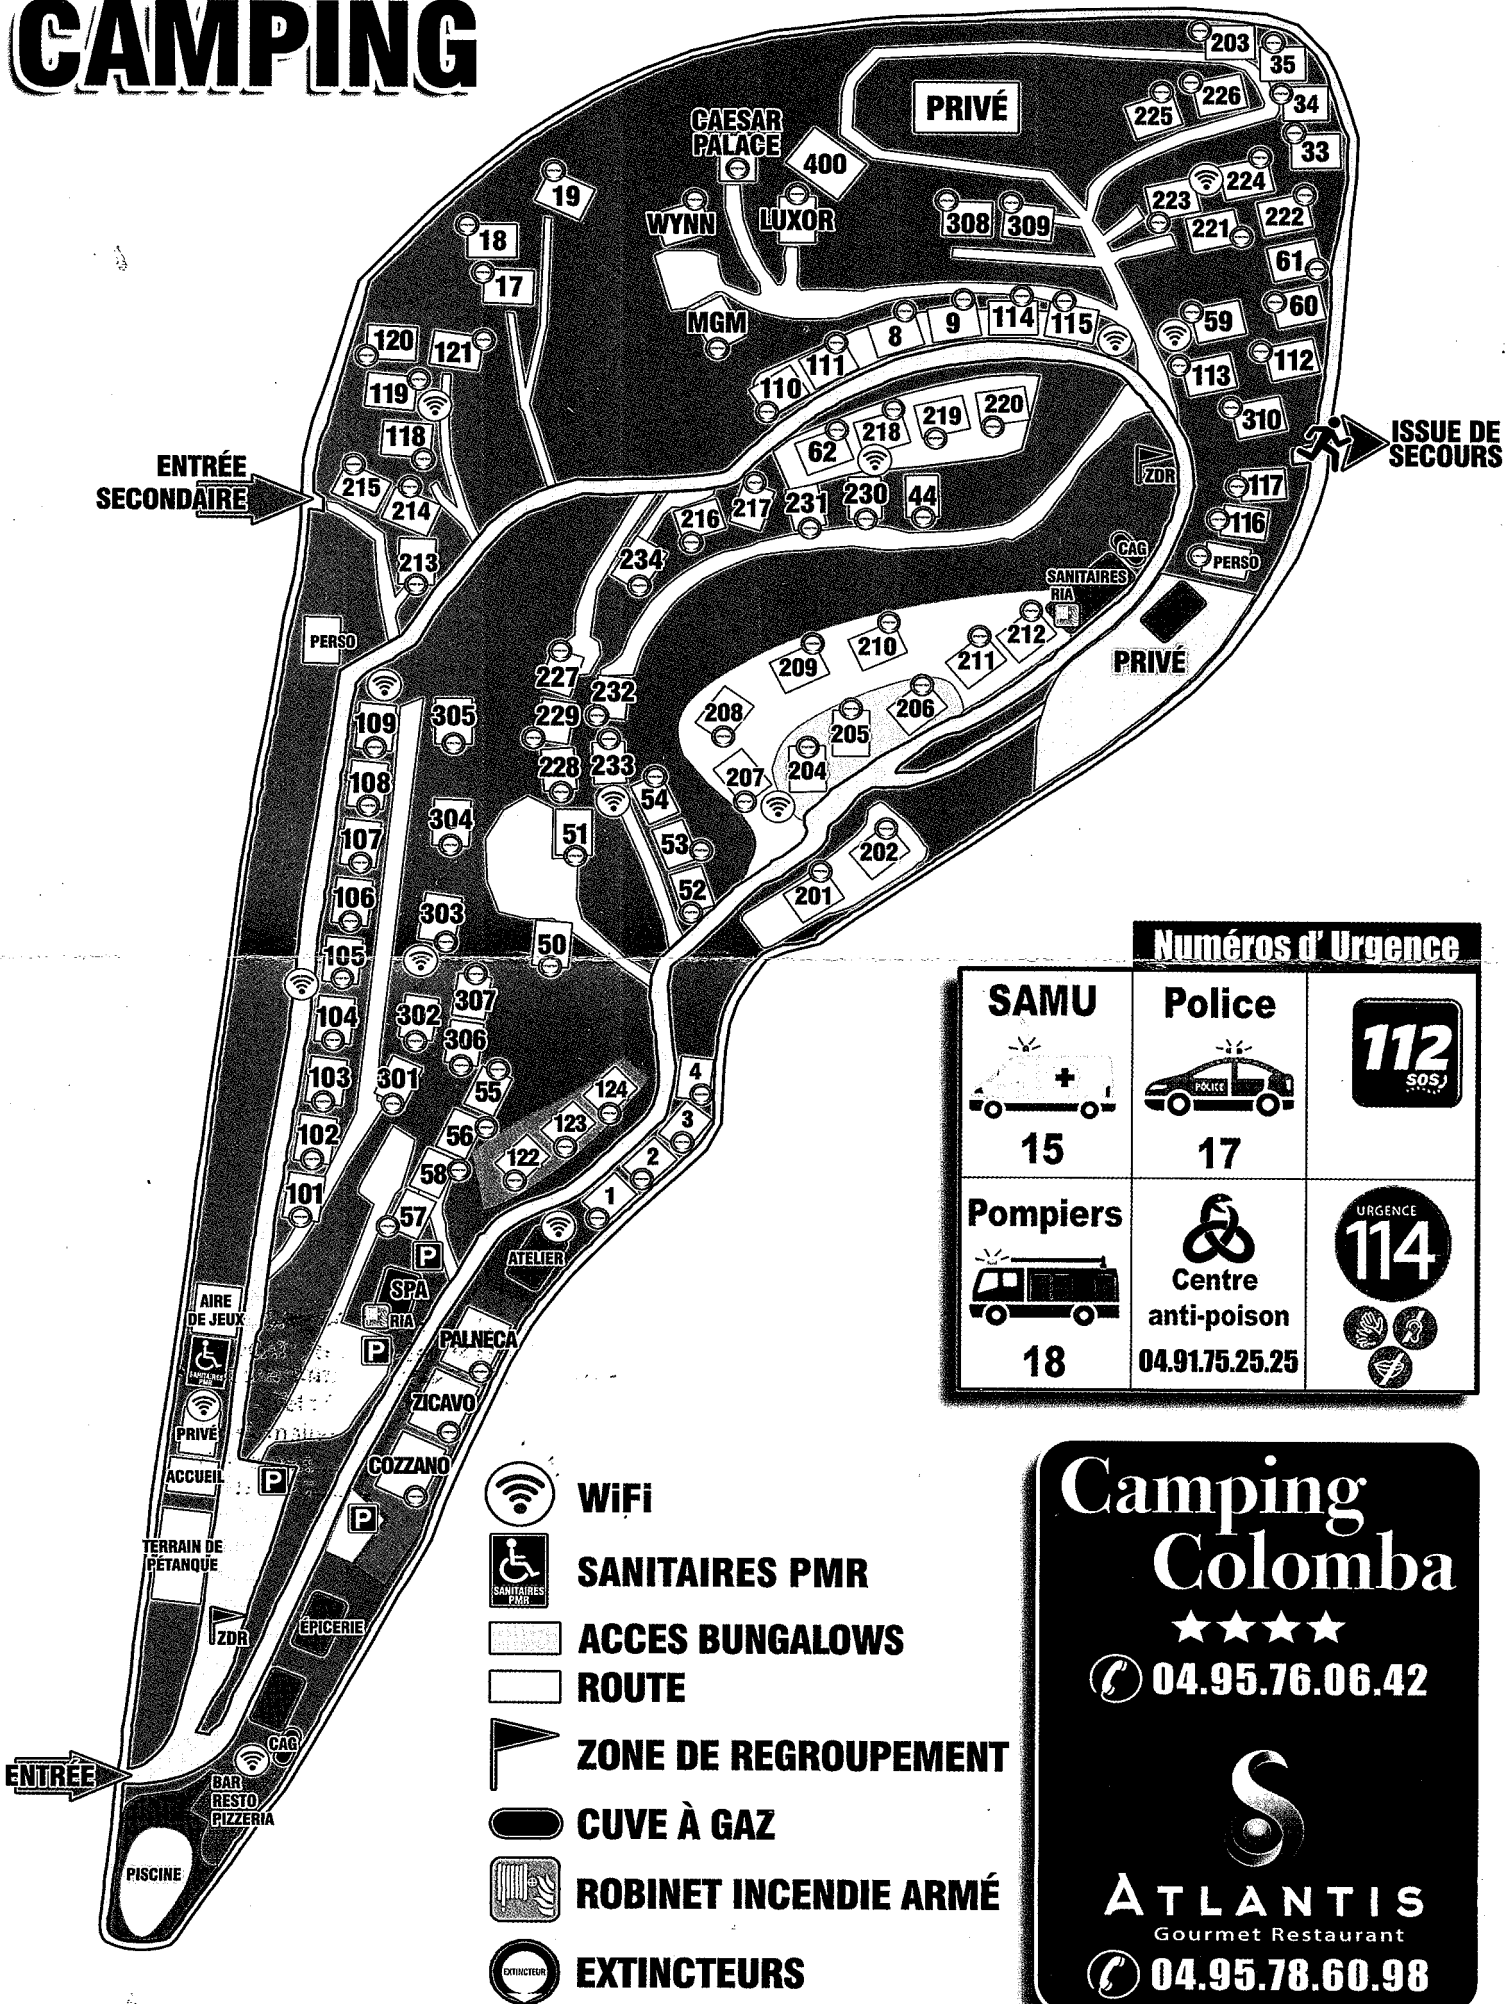 CAMPING
203
35
PRIVÉ
226
34
225
CAESAR
PALACE
400
33
19
224
223
WYNN
LUXOR
308
309
222
221
18
61
17
60
MGM
59
8
9
114
115
120
121
111
112
113
110
119
220
219
310
118
218
62
ISSUE DE
SECOURS
ENTRÉE
SECONDAIRE
ZDR
215
214
217
231
230
44
117
216
116
213
234
CAG
PERSO
SANITAIRES
RIA
PERSO
212
210
211
209
PRIVÉ
227
232
109
305
229
208
206
205
228
233
207
204
108
54
304
51
107
53
202
52
201
106
303
50
105
307
104
302
306
103
301
55
124
4
123
3
102
56
122
2
58
1
101
57
P
ATELIER
SPA
RIA
AIRE
DE JEUX
P
PALNECA
SANITAIRES
PMR
ZICAVO
PRIVÉ
COZZANO
ACCUEIL
P
P
TERRAIN DE
PÉTANQUE
ZDR
ÉPICERIE
CAG
ENTRÉE
BAR
RESTO
PIZZERIA
PISCINE
Numéros d' Urgence
SAMU
15
Police
POLICE
17
112
SOS
Pompiers
18
Centre
anti-poison
04.91.75.25.25
URGENCE
114
WiFi
SANITAIRES
PMR
SANITAIRES PMR
ACCES BUNGALOWS
ROUTE
ZONE DE REGROUPEMENT
CUVE À GAZ
ROBINET INCENDIE ARMÉ
EXTINCTEUR
EXTINCTEURS
Camping
Colomba
04.95.76.06.42
ATLANTIS
Gourmet Restaurant
04.95.78.60.98